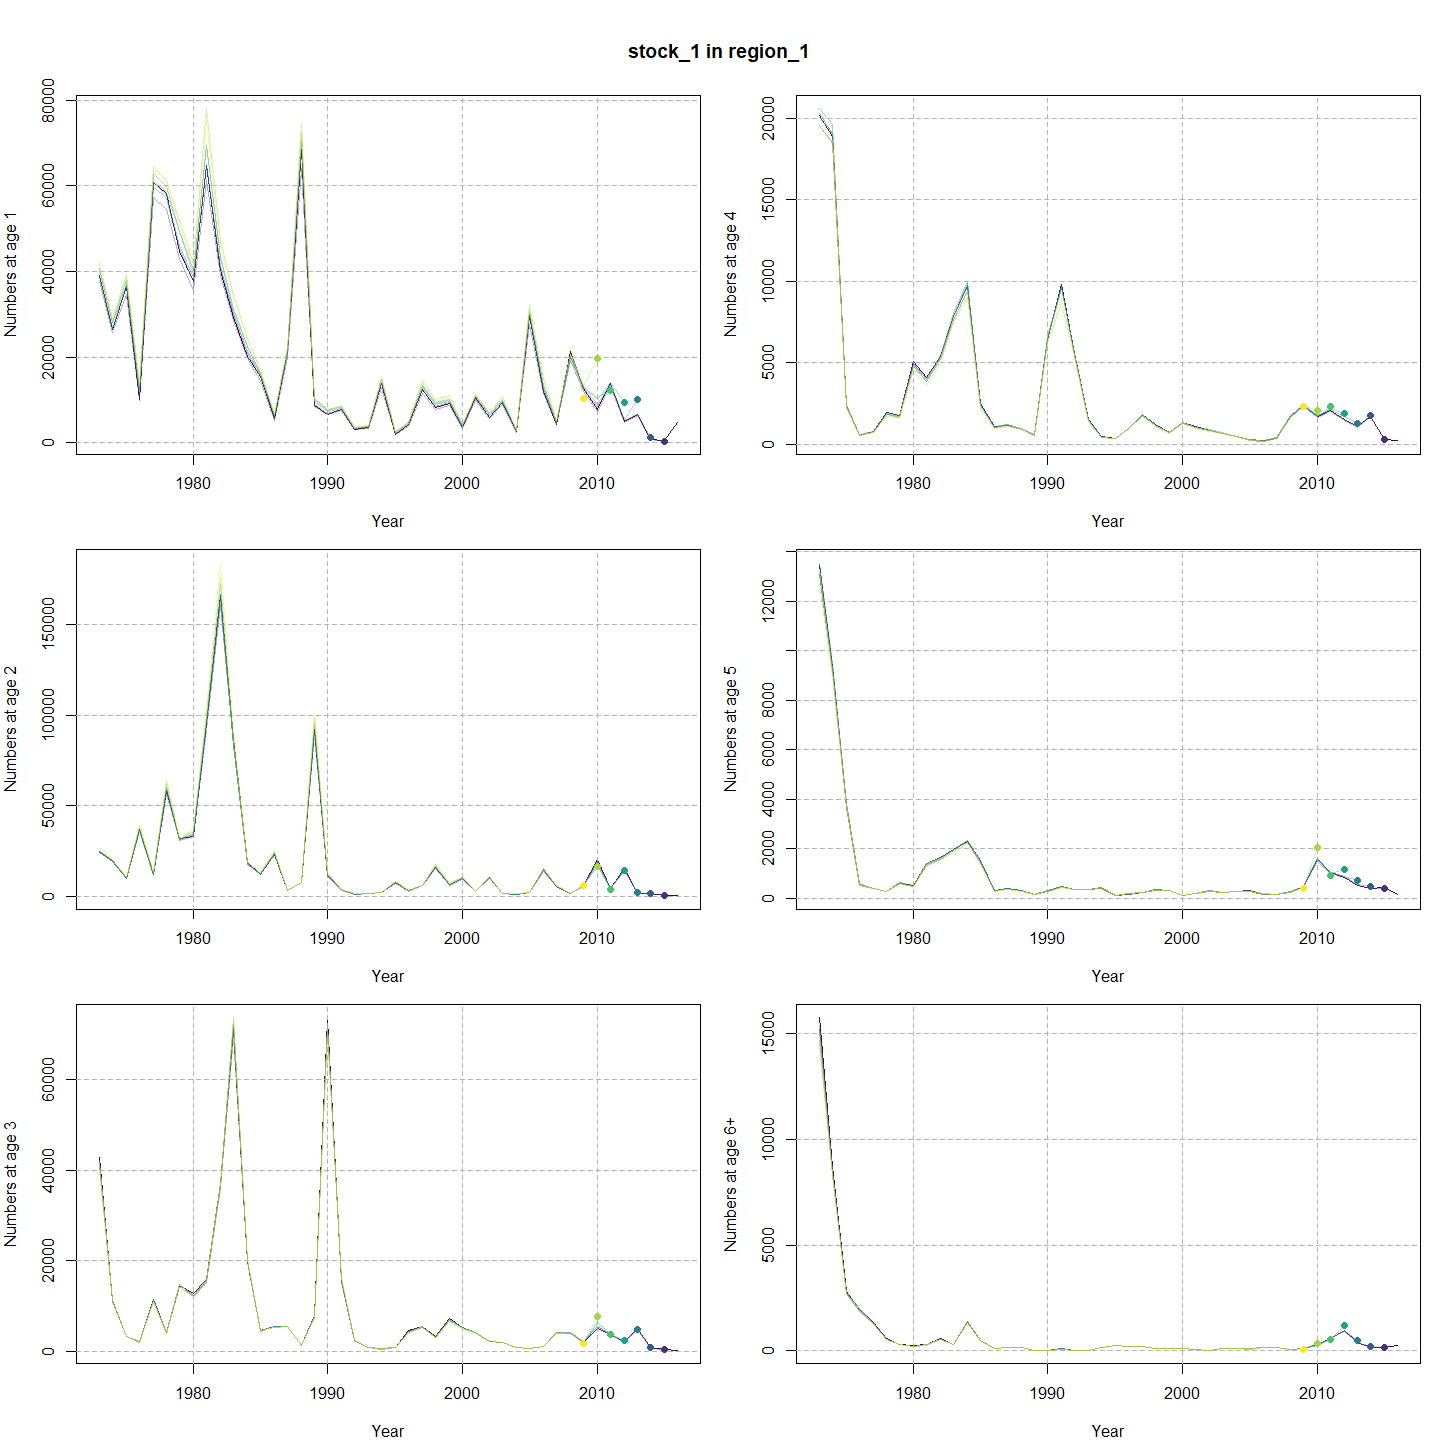 stock_1 in region_1
Numbers at age 1
80000
60000
40000
20000
0
1980 1990 2000 2010
Year
Numbers at age 4
20000
15000
10000
5000
0
1980 1990 2000 2010
Year
Numbers at age 2
150000
100000
50000
0
1980 1990 2000 2010
Year
Numbers at age 5
12000
8000
6000
4000
2000
0
1980 1990 2000 2010
Year
Numbers at age 3
60000
40000
20000
0
1980 1990 2000 2010
Year
Numbers at age 6+
15000
10000
5000
0
1980 1990 2000 2010
Year